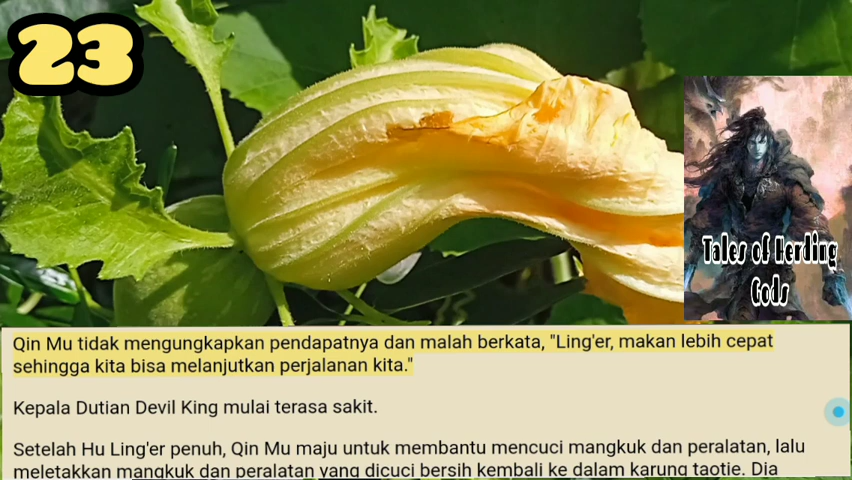 23
Tales of Herding
Gods
Qin Mu tidak mengungkapkan pendapatnya dan malah berkata, "Ling'er, makan lebih cepat
sehingga kita bisa melanjutkan perjalanan kita."
Kepala Dutian Devil King mulai terasa sakit.
Setelah Hu Ling'er penuh, Qin Mu maju untuk membantu mencuci mangkuk dan peralatan, lalu
meletakkan mangkuk dan peralatan yang dicuci bersih kembali ke dalam karung taotie. Dia